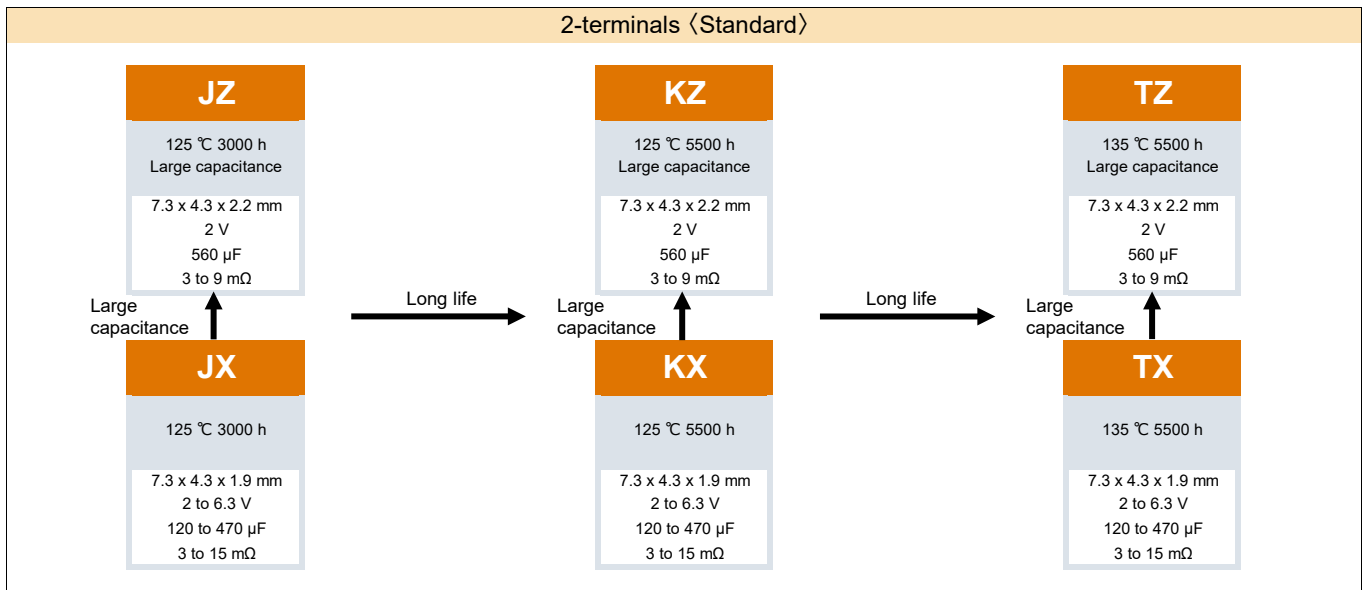 2-terminals〈Standard〉
JZ
125 ℃ 3000 h
Large capacitance
7.3 x 4.3 x 2.2 mm
2 V
560 µF
3 to 9 mΩ
KZ
125 ℃ 5500 h
Large capacitance
7.3 x 4.3 x 2.2 mm
2 V
560 µF
3 to 9 mΩ
TZ
135 ℃ 5500 h
Large capacitance
7.3 x 4.3 x 2.2 mm
2 V
560 µF
3 to 9 mΩ
Large
capacitance
Long life
Large
capacitance
Long life
Large
capacitance
JX
125 ℃ 3000 h
7.3 x 4.3 x 1.9 mm
2 to 6.3 V
120 to 470 µF
3 to 15 mΩ
KX
125 ℃ 5500 h
7.3 x 4.3 x 1.9 mm
2 to 6.3 V
120 to 470 µF
3 to 15 mΩ
TX
135 ℃ 5500 h
7.3 x 4.3 x 1.9 mm
2 to 6.3 V
120 to 470 µF
3 to 15 mΩ